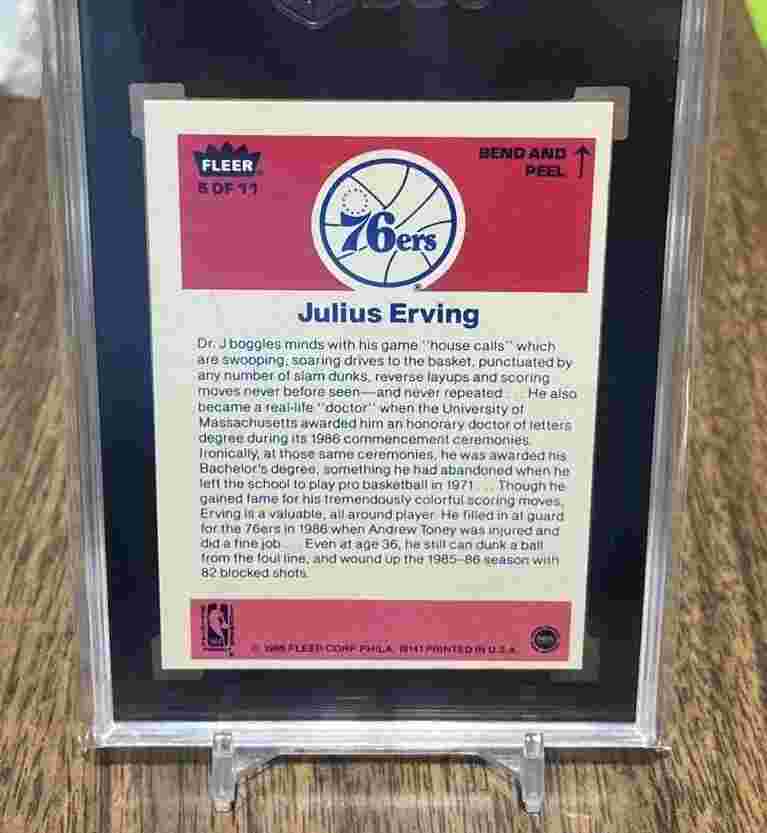 FLEER
5 OF 11
BEND AND
PEEL
76ers
Julius Erving
Dr. J boggles minds with his game "house calls" which
are swooping, soaring drives to the basket, punctuated by
any number of slam dunks, reverse layups and scoring
moves never before seen—and never repeated . . . He also
became a real-life "doctor" when the University of
Massachusetts awarded him an honorary doctor of letters
degree during its 1986 commencement ceremonies.
Ironically, at those same ceremonies, he was awarded his
Bachelor's degree, something he had abandoned when he
left the school to play pro basketball in 1971 . . . Though he
gained fame for his tremendously colorful scoring moves,
Erving is a valuable, all around player. He filled in at guard
for the 76ers in 1986 when Andrew Toney was injured and
did a fine job . . . Even at age 36, he still can dunk a ball
from the foul line, and wound up the 1985–86 season with
82 blocked shots.
© 1986 FLEER CORP. PHILA. 19141 PRINTED IN U.S.A.